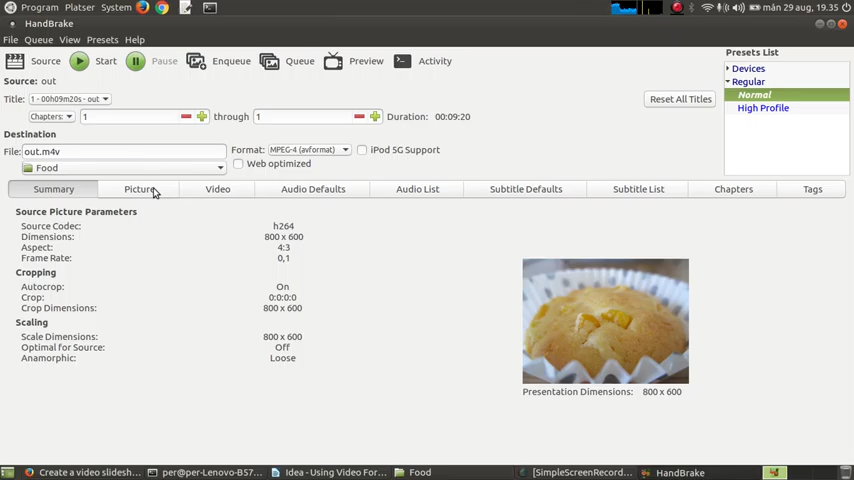 Program Platser System mån 29 aug, 19.35
HandBrake
File Queue View Presets Help
Source Start Pause Enqueue Queue Preview Activity
Presets List
Devices
Regular
Normal
High Profile
Source: out
Title: 1 - 00h09m20s - out
Reset All Titles
Chapters: 1 through 1 Duration: 00:09:20
Destination
File: out.m4v Format: MPEG-4 (avformat) iPod 5G Support
Food Web optimized
Summary Picture Video Audio Defaults Audio List Subtitle Defaults Subtitle List Chapters Tags
Source Picture Parameters
Source Codec: h264
Dimensions: 800 x 600
Aspect: 4:3
Frame Rate: 0,1
Cropping
Autocrop: On
Crop: 0:0:0:0
Crop Dimensions: 800 x 600
Scaling
Scale Dimensions: 800 x 600
Optimal for Source: Off
Anamorphic: Loose
Presentation Dimensions: 800 x 600
Create a video slidesh... per@per-Lenovo-B57... Idea - Using Video For... Food [SimpleScreenRecord... HandBrake